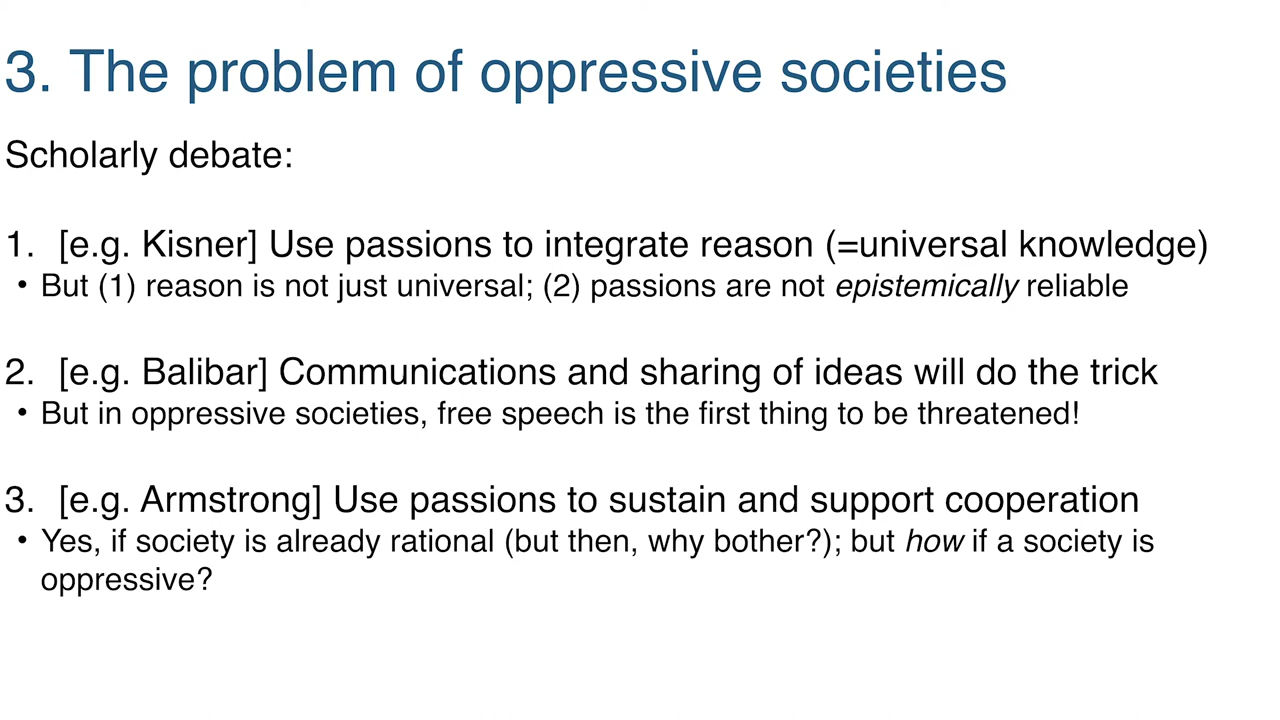 3. The problem of oppressive societies
Scholarly debate:
1. [e.g. Kisner] Use passions to integrate reason (=universal knowledge)
• But (1) reason is not just universal; (2) passions are not epistemically reliable
2. [e.g. Balibar] Communications and sharing of ideas will do the trick
• But in oppressive societies, free speech is the first thing to be threatened!
3. [e.g. Armstrong] Use passions to sustain and support cooperation
• Yes, if society is already rational (but then, why bother?); but how if a society is
oppressive?